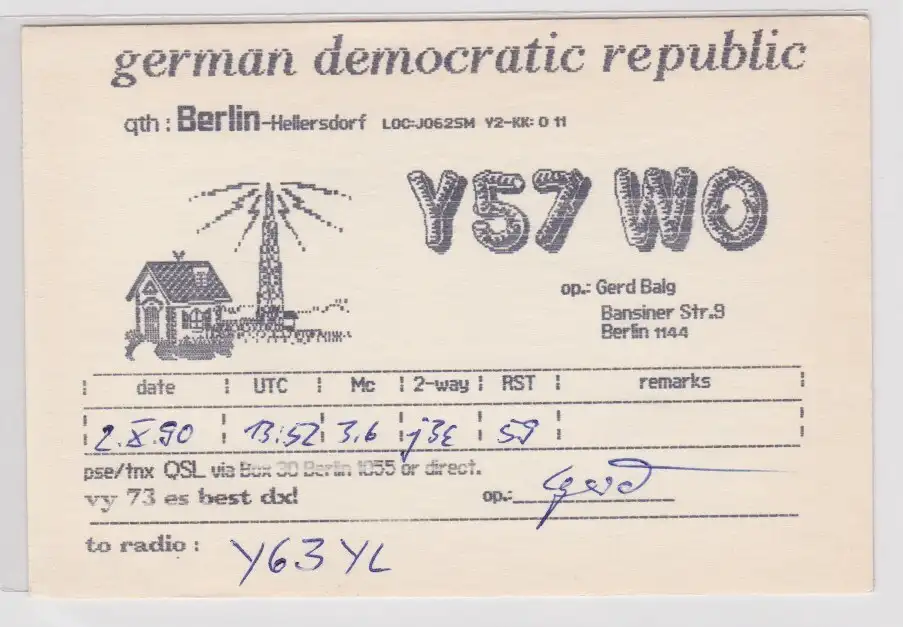 german democratic republic
qth : Berlin-Hellersdorf LOC:JO62SM Y2-KK: O 11
Y57 WO
op.: Gerd Balg
Bansiner Str.9
Berlin 1144
date UTC Mc 2-way RST remarks
2.X.90 13:52 3.6 j3E 59
pse/tnx QSL via Box 30 Berlin 1055 or direct.
vy 73 es best dx!
op.: Gerd
to radio : Y63YL